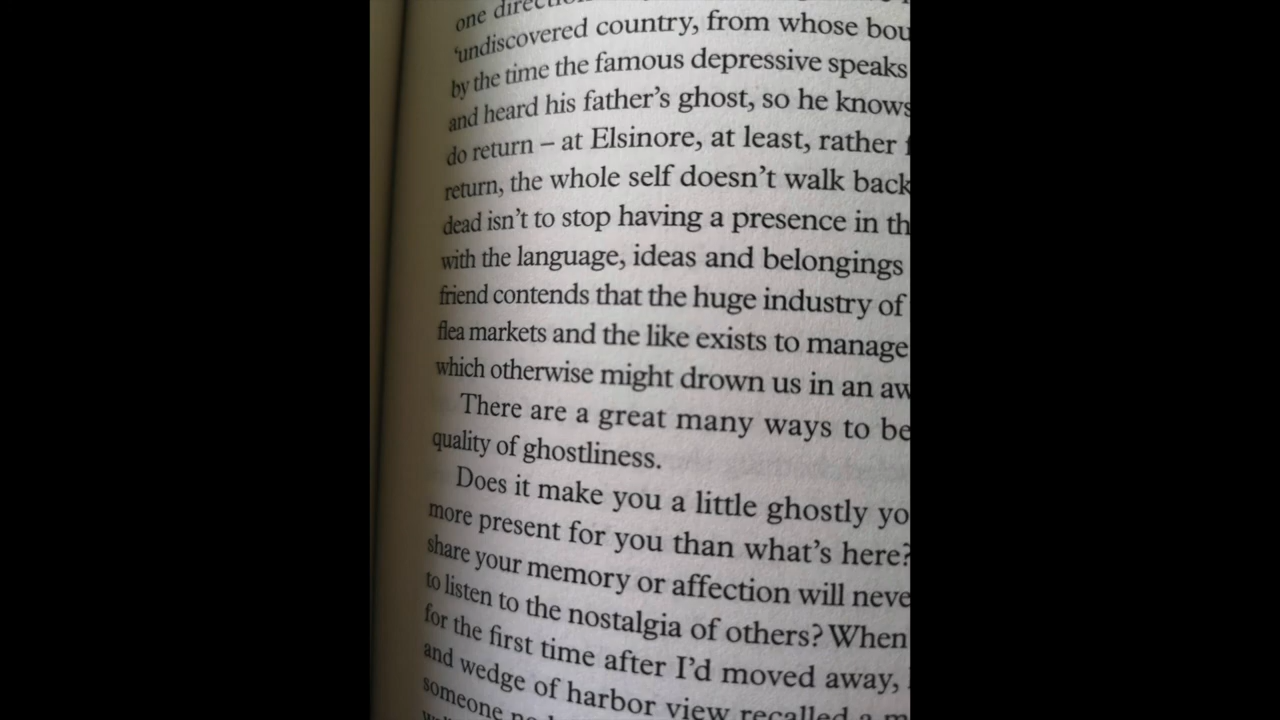 one
'undiscovered country, from whose
by the time the famous depressive speaks
and heard his father's ghost, so he knows
do return – at Elsinore, at least, rather
return, the whole self doesn't walk back
dead isn't to stop having a presence in
with the language, ideas and belongings
friend contends that the huge industry of
flea markets and the like exists to manage
which otherwise might drown us in an
There are a great many ways to be
quality of ghostliness.
Does it make you a little ghostly
more present for you than what's here?
share your memory or affection will
to listen to the nostalgia of others? When
for the first time after I'd moved away,
and wedge of harbor view recalled a
someone